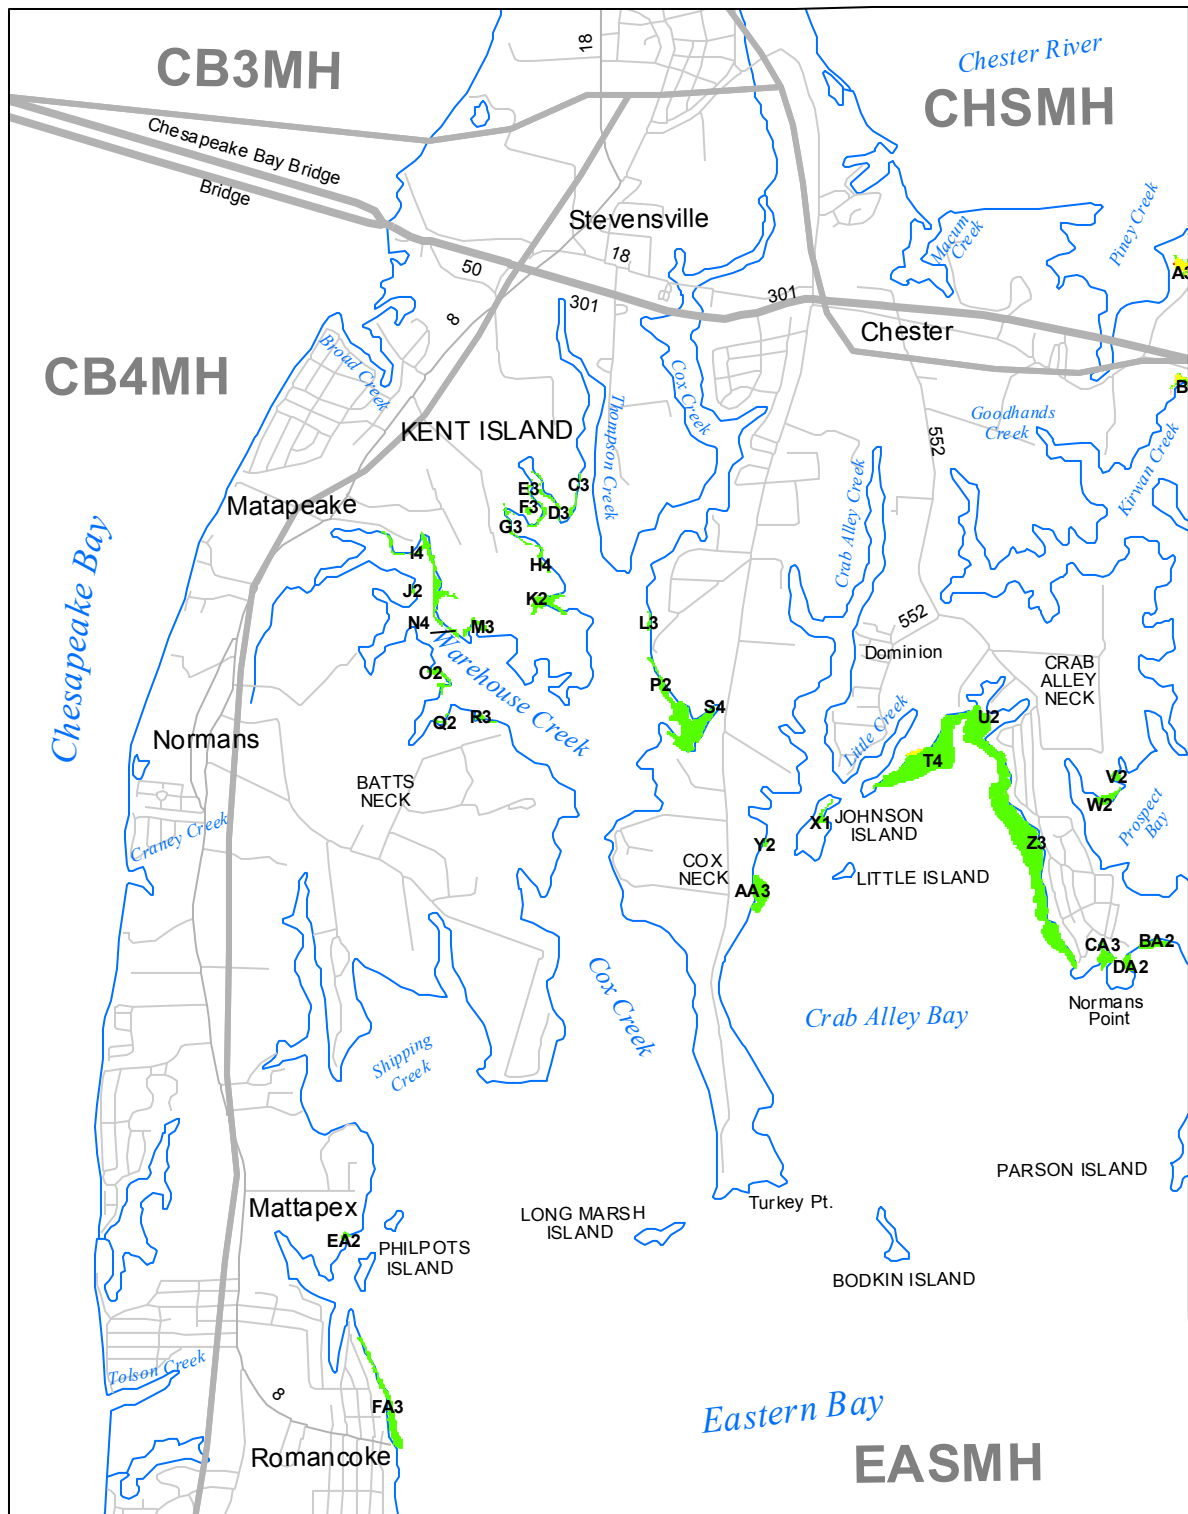 18
CB3MH
Chester River
CHSMH
Chesapeake Bay Bridge
Bridge
Stevensville
Macum
Creek
Piney Creek
18
50
A3
301
301
8
Chester
Broad Creek
CB4MH
Cox Creek
B
Thompson Creek
Goodhands
Creek
KENT ISLAND
552
Kirwan Creek
Matapeake
E3
C3
F3
D3
G3
Crab Alley Creek
Chesapeake Bay
I4
H4
J2
K2
N4
M3
L3
552
Warehouse Creek
Dominion
CRAB
ALLEY
NECK
O2
P2
S4
Q2
R3
U2
Little Creek
Normans
T4
V2
W2
BATTS
NECK
X1
JOHNSON
ISLAND
Prospect
Bay
Craney Creek
Y2
Z3
COX
NECK
LITTLE ISLAND
AA3
CA3
BA2
DA2
Cox Creek
Normans
Point
Crab Alley Bay
Shipping
Creek
PARSON ISLAND
Mattapex
Turkey Pt.
LONG MARSH
ISLAND
EA2
PHILPOTS
ISLAND
BODKIN ISLAND
Tolson Creek
8
FA3
Eastern Bay
Romancoke
EASMH